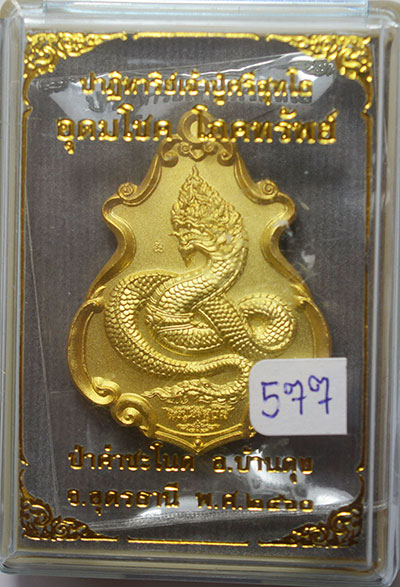 ปาฏิหาริย์เจ้าปู่ศรีสุทโธ
อุดมโชค โภคทรัพย์
577
ป่าคำชะโนด อ.บ้านดุง
จ.อุดรธานี พ.ศ.๒๕๖๐